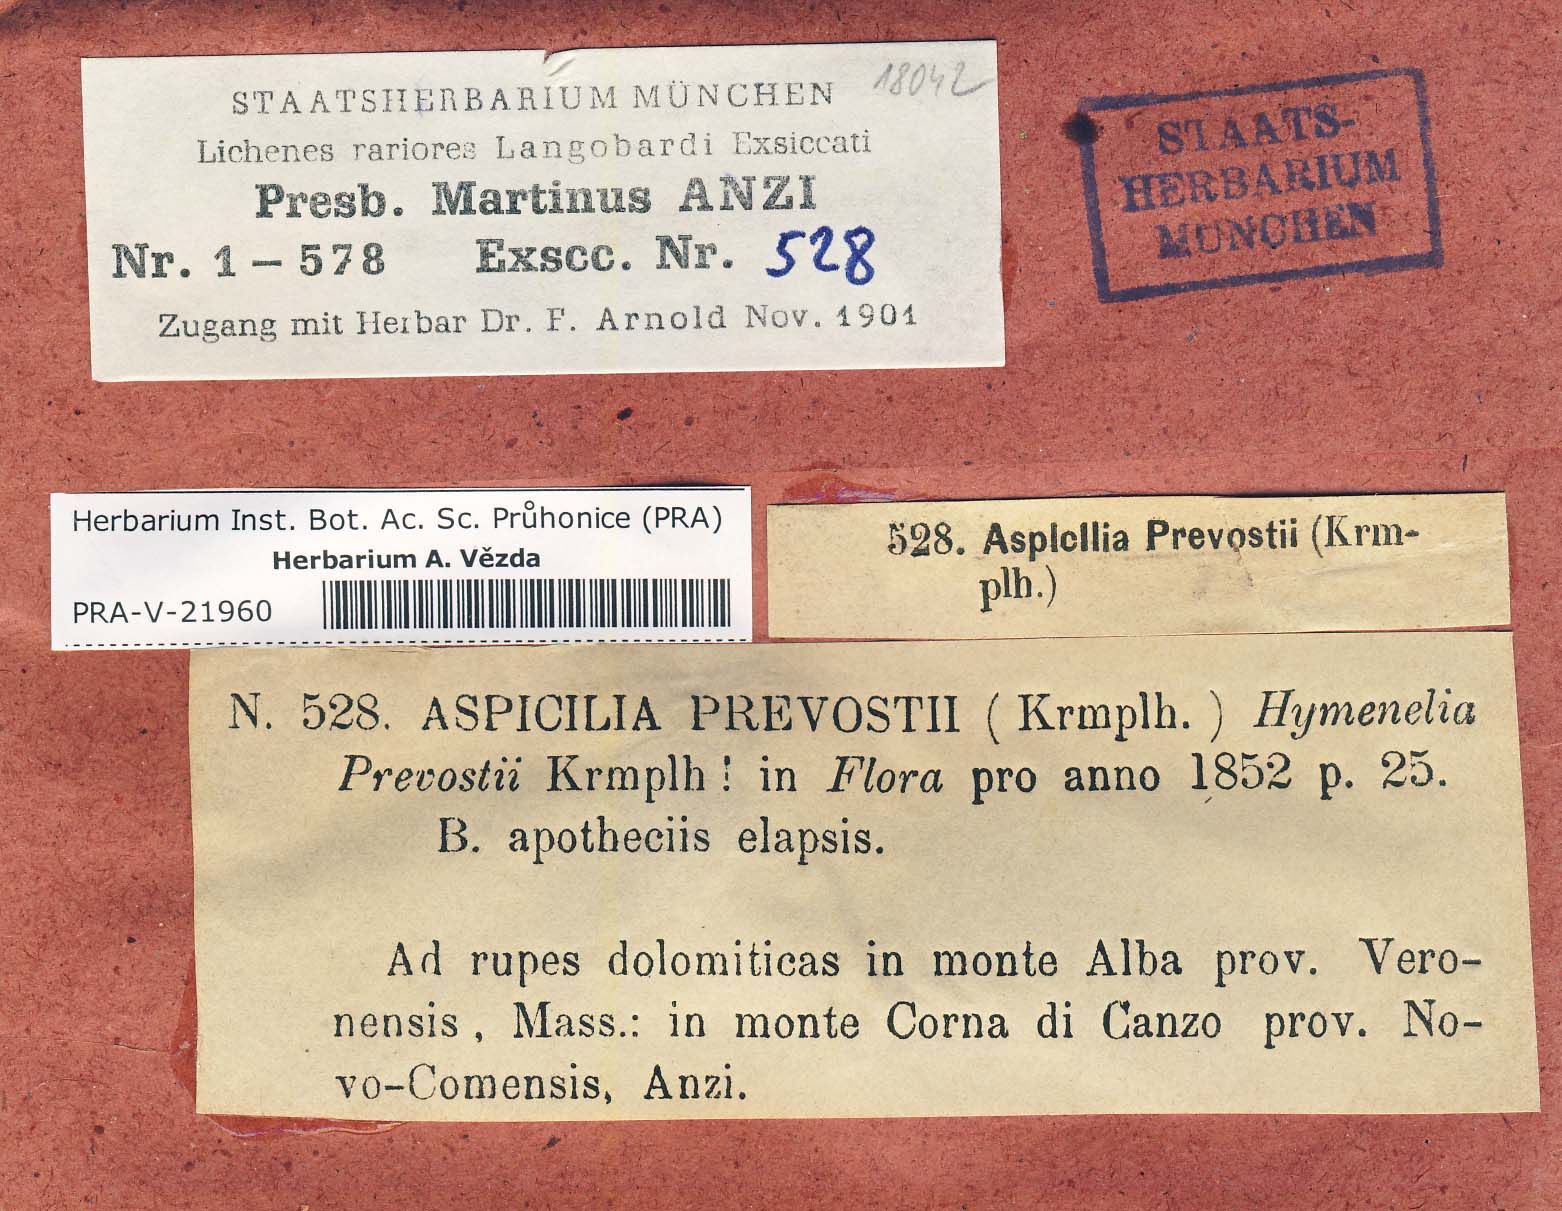 STAATSHERBARIUM MÜNCHEN 18042
Lichenes rariores Langobardi Exsiccati
Presb. Martinus ANZI
Nr. 1 – 578 Exscc. Nr. 528
Zugang mit Herbar Dr. F. Arnold Nov. 1901
STAATS-
HERBARIUM
MÜNCHEN
Herbarium Inst. Bot. Ac. Sc. Průhonice (PRA)
Herbarium A. Vězda
PRA-V-21960
528. Aspicilia Prevostii (Krm-
plh.)
N. 528. ASPICILIA PREVOSTII ( Krmplh. ) Hymenelia
Prevostii Krmplh ! in Flora pro anno 1852 p. 25.
B. apotheciis elapsis.
Ad rupes dolomiticas in monte Alba prov. Vero-
nensis , Mass.: in monte Corna di Canzo prov. No-
vo-Comensis, Anzi.